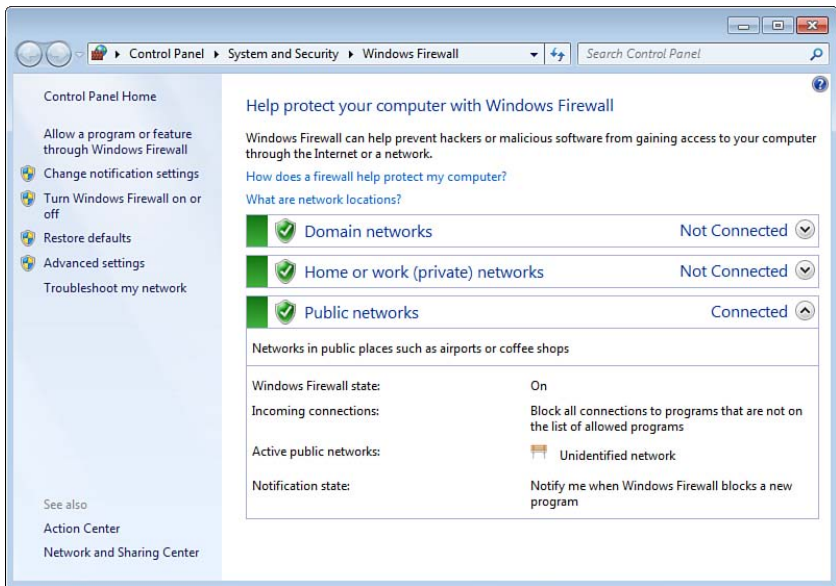 Control Panel ▸ System and Security ▸ Windows Firewall
Search Control Panel
Control Panel Home
Allow a program or feature
through Windows Firewall
Change notification settings
Turn Windows Firewall on or
off
Restore defaults
Advanced settings
Troubleshoot my network
See also
Action Center
Network and Sharing Center
Help protect your computer with Windows Firewall
Windows Firewall can help prevent hackers or malicious software from gaining access to your computer
through the Internet or a network.
How does a firewall help protect my computer?
What are network locations?
Domain networks Not Connected
Home or work (private) networks Not Connected
Public networks Connected
Networks in public places such as airports or coffee shops
Windows Firewall state: On
Incoming connections: Block all connections to programs that are not on
the list of allowed programs
Active public networks: Unidentified network
Notification state: Notify me when Windows Firewall blocks a new
program